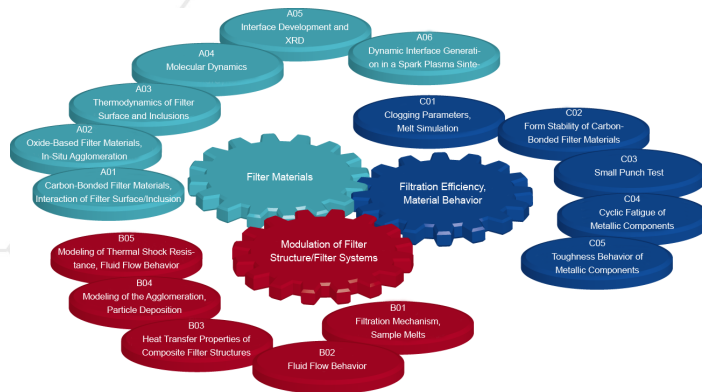 A05
Interface Development and
XRD
A06
Dynamic Interface Generati-
on in a Spark Plasma Sinte-
A04
Molecular Dynamics
A03
Thermodynamics of Filter
Surface and Inclusions
A02
Oxide-Based Filter Materials,
In-Situ Agglomeration
A01
Carbon-Bonded Filter Materials,
Interaction of Filter Surface/Inclusion
C01
Clogging Parameters,
Melt Simulation
C02
Form Stability of Carbon-
Bonded Filter Materials
C03
Small Punch Test
C04
Cyclic Fatigue of
Metallic Components
C05
Toughness Behavior of
Metallic Components
Filter Materials
Filtration Efficiency,
Material Behavior
Modulation of Filter
Structure/Filter Systems
B05
Modeling of Thermal Shock Resis-
tance, Fluid Flow Behavior
B04
Modeling of the Agglomeration,
Particle Deposition
B03
Heat Transfer Properties of
Composite Filter Structures
B02
Fluid Flow Behavior
B01
Filtration Mechanism,
Sample Melts